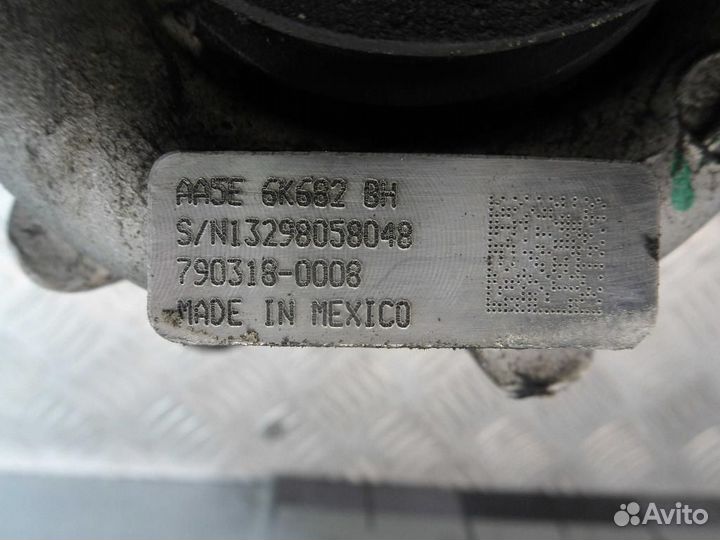 AA5E 6K682 BH
S/N13298058048
790318-0008
MADE IN MEXICO
Avito